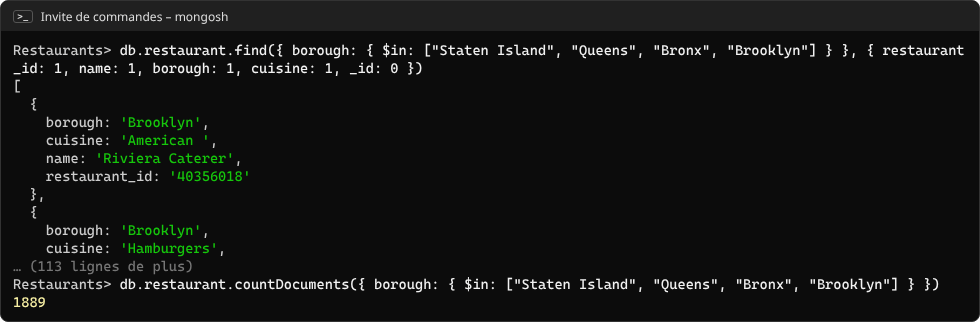 >_ Invite de commandes – mongosh
Restaurants> db.restaurant.find({ borough: { $in: ["Staten Island", "Queens", "Bronx", "Brooklyn"] } }, { restaurant
_id: 1, name: 1, borough: 1, cuisine: 1, _id: 0 })
[
  {
    borough: 'Brooklyn',
    cuisine: 'American ',
    name: 'Riviera Caterer',
    restaurant_id: '40356018'
  },
  {
    borough: 'Brooklyn',
    cuisine: 'Hamburgers',
… (113 lignes de plus)
Restaurants> db.restaurant.countDocuments({ borough: { $in: ["Staten Island", "Queens", "Bronx", "Brooklyn"] } })
1889